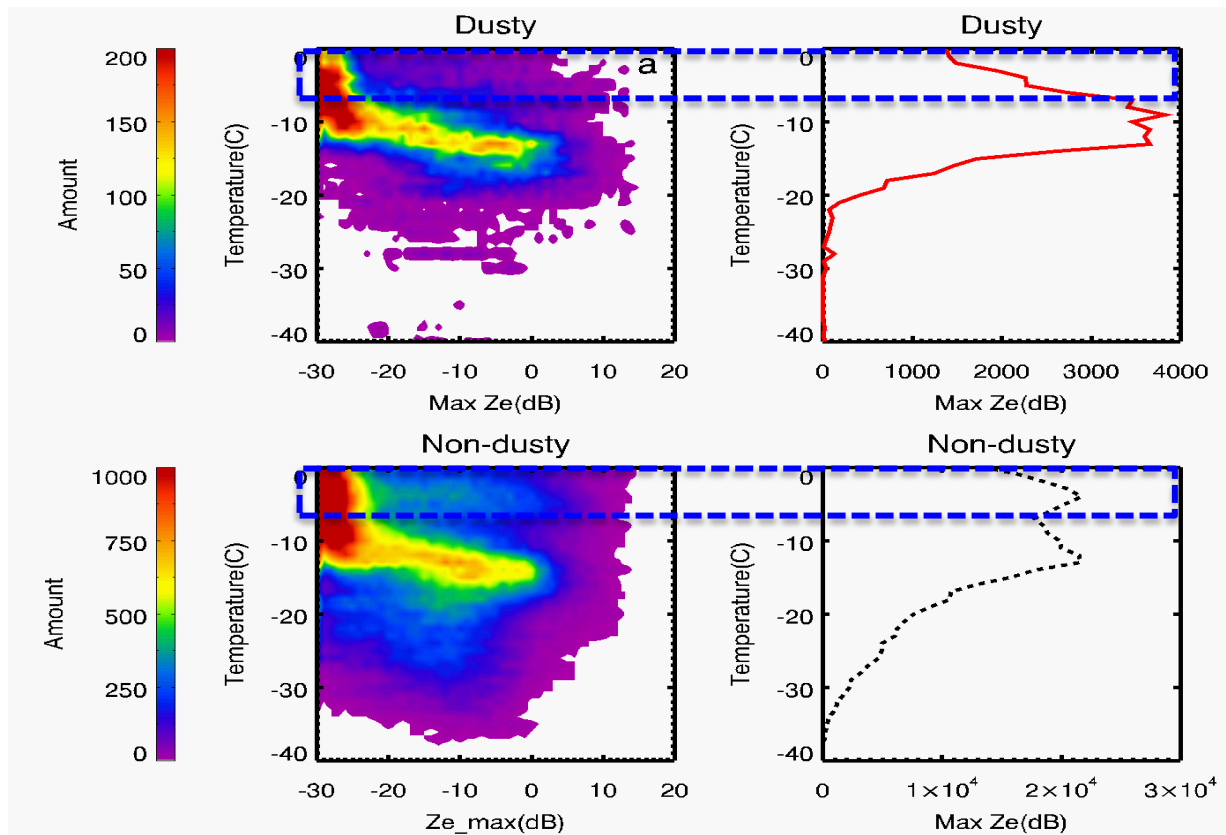 Dusty
Dusty
a
200
150
100
50
0
Amount
0
-10
-20
-30
-40
Temperature(C)
-30 -20 -10 0 10 20
Max Ze(dB)
0
-10
-20
-30
-40
Temperature(C)
0 1000 2000 3000 4000
Max Ze(dB)
Non-dusty
Non-dusty
1000
750
500
250
0
Amount
0
-10
-20
-30
-40
Temperature(C)
-30 -20 -10 0 10 20
Ze_max(dB)
0
-10
-20
-30
-40
Temperature(C)
0 1×10⁴ 2×10⁴ 3×10⁴
Max Ze(dB)